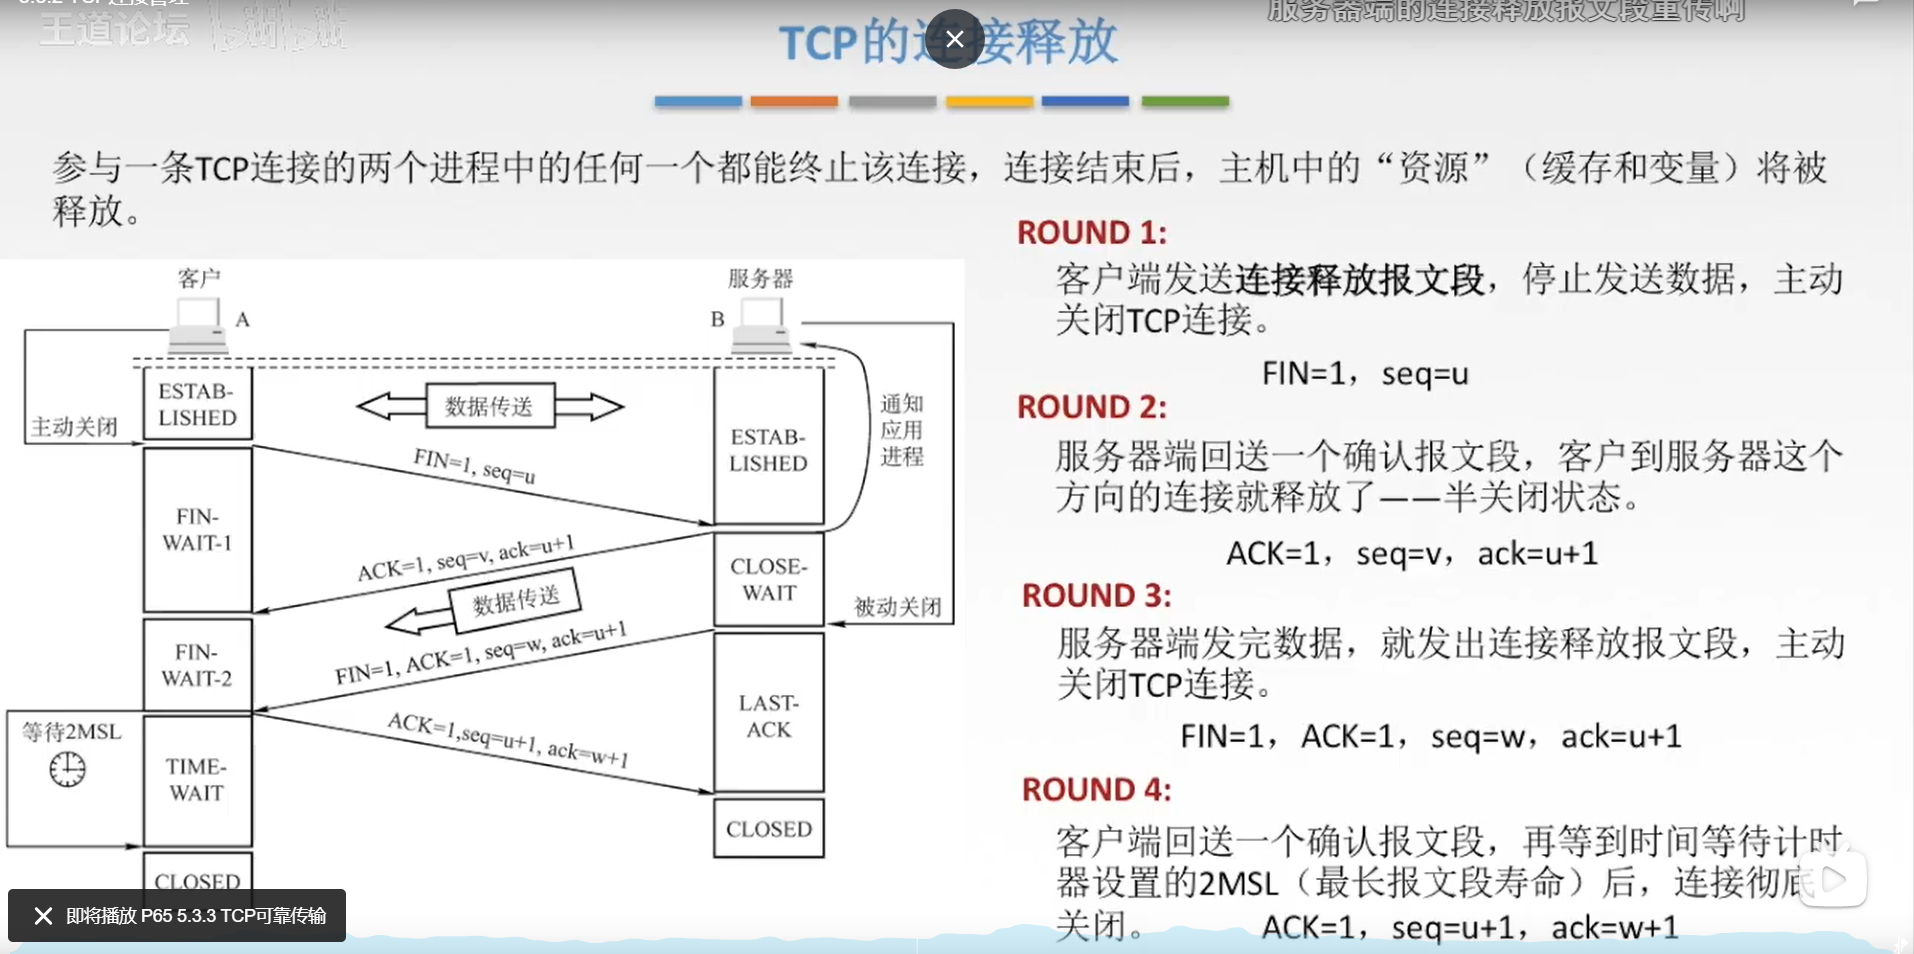 5.3.2 TCP连接管理
服务器端的连接释放报文段重传啊
王道论坛 bilibili
TCP的连接释放
参与一条TCP连接的两个进程中的任何一个都能终止该连接，连接结束后，主机中的“资源”（缓存和变量）将被
释放。
客户
服务器
A
B
ESTAB-
LISHED
数据传送
主动关闭
ESTAB-
LISHED
通知
应用
进程
FIN=1, seq=u
FIN-
WAIT-1
ACK=1, seq=v, ack=u+1
CLOSE-
WAIT
数据传送
被动关闭
FIN-
WAIT-2
FIN=1, ACK=1, seq=w, ack=u+1
LAST-
ACK
等待2MSL
ACK=1,seq=u+1, ack=w+1
TIME-
WAIT
CLOSED
CLOSED
ROUND 1:
客户端发送连接释放报文段，停止发送数据，主动
关闭TCP连接。
FIN=1，seq=u
ROUND 2:
服务器端回送一个确认报文段，客户到服务器这个
方向的连接就释放了——半关闭状态。
ACK=1，seq=v，ack=u+1
ROUND 3:
服务器端发完数据，就发出连接释放报文段，主动
关闭TCP连接。
FIN=1，ACK=1，seq=w，ack=u+1
ROUND 4:
客户端回送一个确认报文段，再等到时间等待计时
器设置的2MSL（最长报文段寿命）后，连接彻底
关闭。 ACK=1，seq=u+1，ack=w+1
即将播放 P65 5.3.3 TCP可靠传输